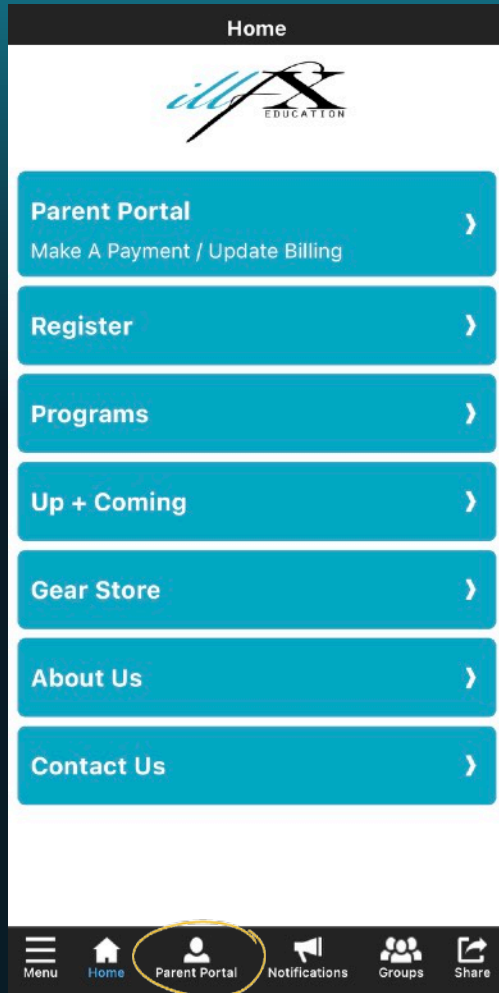 Home
illFX
EDUCATION
Parent Portal
Make A Payment / Update Billing
Register
Programs
Up + Coming
Gear Store
About Us
Contact Us
Menu Home Parent Portal Notifications Groups Share